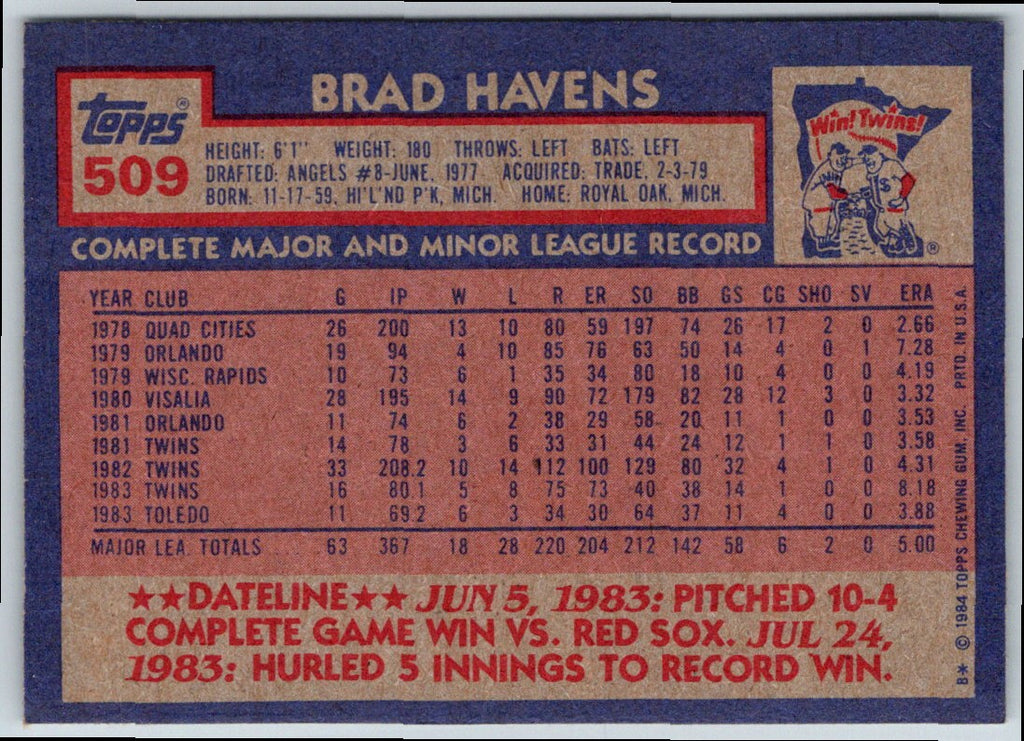 BRAD HAVENS
Topps®
509
HEIGHT: 6'1" WEIGHT: 180 THROWS: LEFT BATS: LEFT
DRAFTED: ANGELS #8-JUNE, 1977 ACQUIRED: TRADE, 2-3-79
BORN: 11-17-59, HI'L'ND P'K, MICH. HOME: ROYAL OAK, MICH.
Win! Twins!
®
COMPLETE MAJOR AND MINOR LEAGUE RECORD
YEAR CLUB G IP W L R ER SO BB GS CG SHO SV ERA
1978 QUAD CITIES 26 200 13 10 80 59 197 74 26 17 2 0 2.66
1979 ORLANDO 19 94 4 10 85 76 63 50 14 4 0 1 7.28
1979 WISC. RAPIDS 10 73 6 1 35 34 80 18 10 4 0 0 4.19
1980 VISALIA 28 195 14 9 90 72 179 82 28 12 3 0 3.32
1981 ORLANDO 11 74 6 2 38 29 58 20 11 1 0 0 3.53
1981 TWINS 14 78 3 6 33 31 44 24 12 1 1 0 3.58
1982 TWINS 33 208.2 10 14 112 100 129 80 32 4 1 0 4.31
1983 TWINS 16 80.1 5 8 75 73 40 38 14 1 0 0 8.18
1983 TOLEDO 11 69.2 6 3 34 30 64 37 11 4 0 0 3.88
MAJOR LEA. TOTALS .... 63 367 18 28 220 204 212 142 58 6 2 0 5.00
★★DATELINE★★ JUN 5, 1983: PITCHED 10-4
COMPLETE GAME WIN VS. RED SOX. JUL 24,
1983: HURLED 5 INNINGS TO RECORD WIN.
B* © 1984 TOPPS CHEWING GUM, INC. PRTD. IN U.S.A.